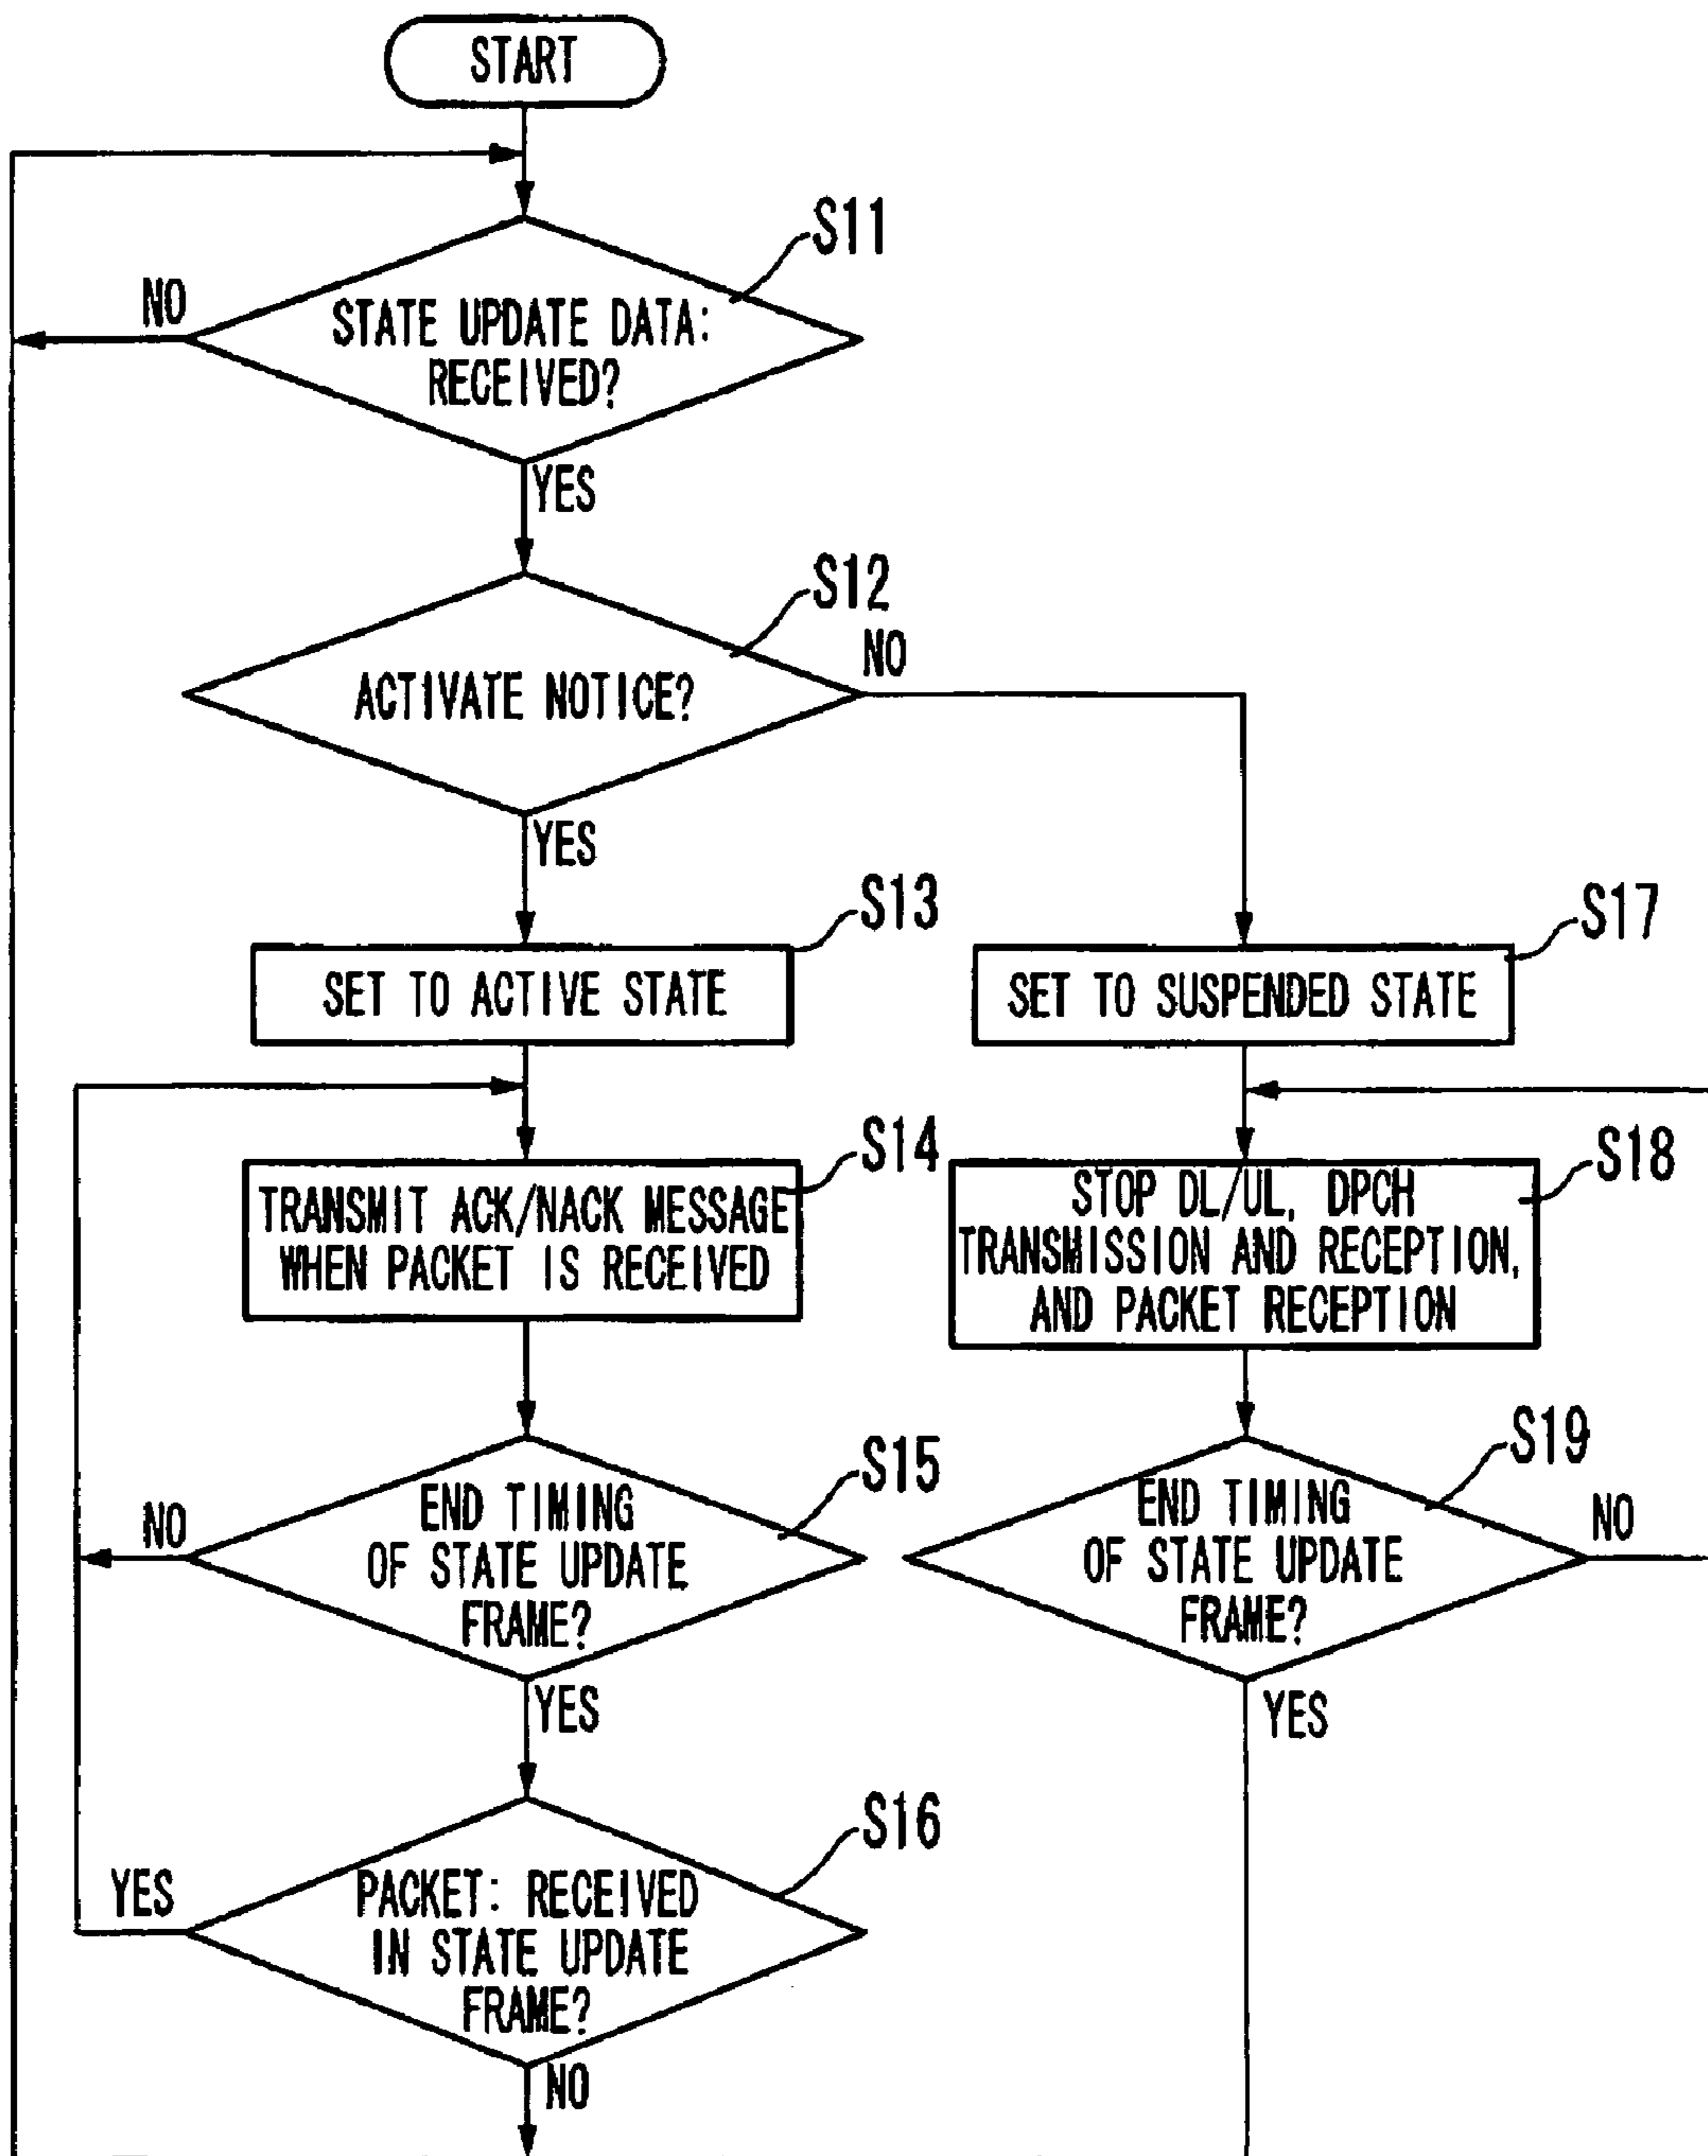 START
S11
NO
STATE UPDATE DATA:
RECEIVED?
YES
S12
NO
ACTIVATE NOTICE?
YES
S13
SET TO ACTIVE STATE
S17
SET TO SUSPENDED STATE
S14
TRANSMIT ACK/NACK MESSAGE
WHEN PACKET IS RECEIVED
S18
STOP DL/UL, DPCH
TRANSMISSION AND RECEPTION,
AND PACKET RECEPTION
S15
NO
END TIMING
OF STATE UPDATE
FRAME?
YES
S19
NO
END TIMING
OF STATE UPDATE
FRAME?
YES
S16
YES
PACKET: RECEIVED
IN STATE UPDATE
FRAME?
NO